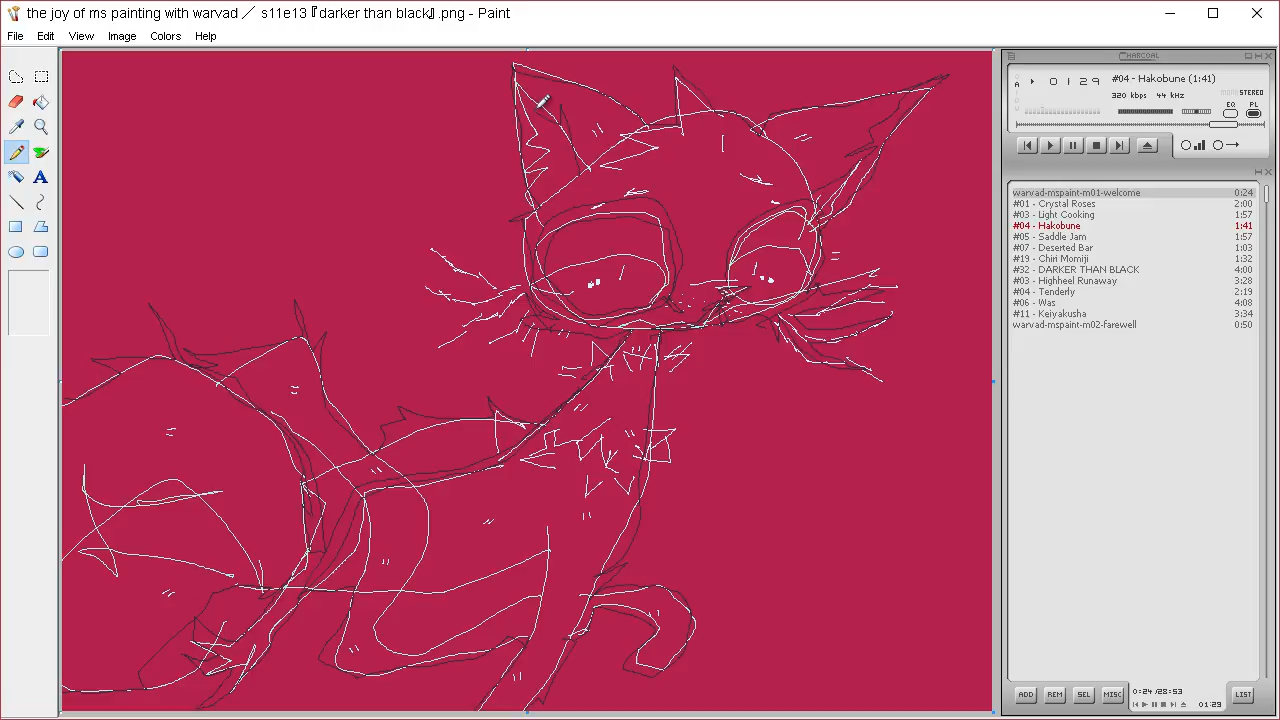 the joy of ms painting with warvad ／ s11e13『darker than black』.png - Paint
File Edit View Image Colors Help
CHARCOAL
0129
#04 - Hakobune (1:41)
320 kbps 44 kHz
MONO STEREO
EQ PL
warvad-mspaint-m01-welcome 0:24
#01 - Crystal Roses 2:00
#03 - Light Cooking 1:57
#04 - Hakobune 1:41
#05 - Saddle Jam 1:57
#07 - Deserted Bar 1:03
#19 - Chiri Momiji 1:32
#32 - DARKER THAN BLACK 4:00
#03 - Highheel Runaway 3:28
#04 - Tenderly 2:19
#06 - Was 4:08
#11 - Keiyakusha 3:34
warvad-mspaint-m02-farewell 0:50
ADD REM SEL MISC 0:24/28:53 01:29 LIST